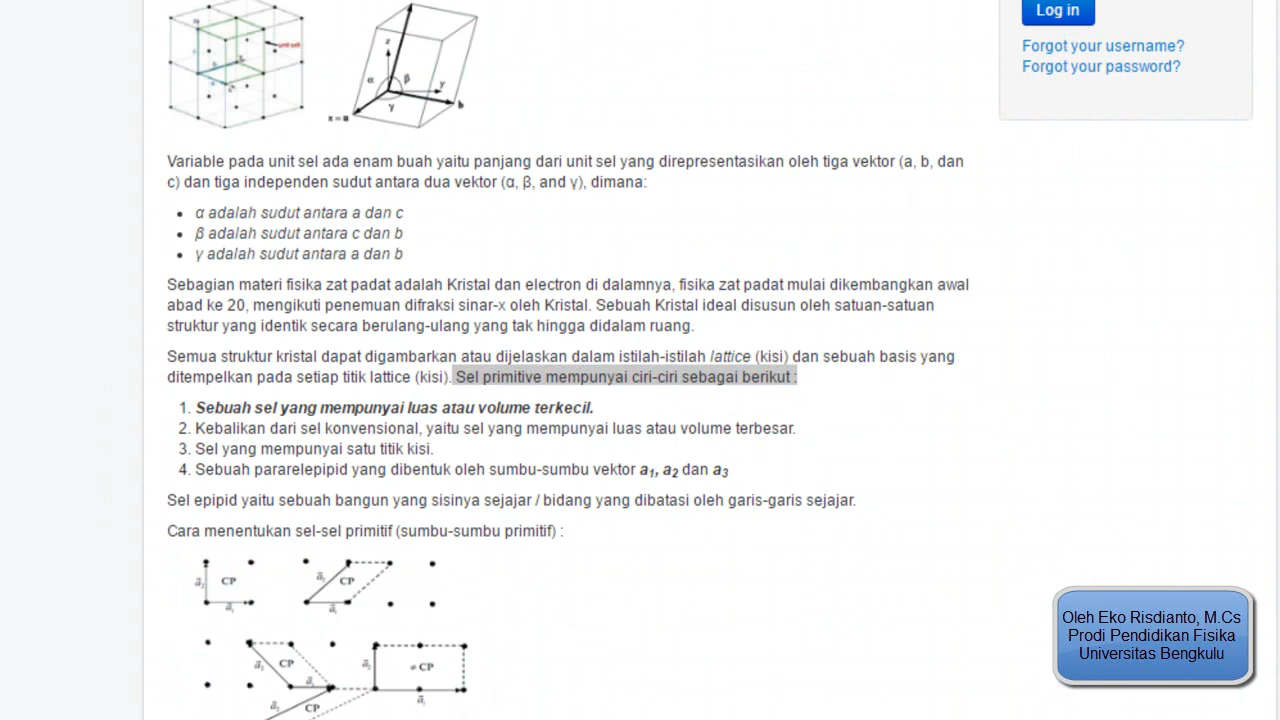 Log in
Forgot your username?
Forgot your password?
unit cell
z
α
β
y
γ
b
x = a
Variable pada unit sel ada enam buah yaitu panjang dari unit sel yang direpresentasikan oleh tiga vektor (a, b, dan
c) dan tiga independen sudut antara dua vektor (α, β, and γ), dimana:
α adalah sudut antara a dan c
β adalah sudut antara c dan b
γ adalah sudut antara a dan b
Sebagian materi fisika zat padat adalah Kristal dan electron di dalamnya, fisika zat padat mulai dikembangkan awal
abad ke 20, mengikuti penemuan difraksi sinar-x oleh Kristal. Sebuah Kristal ideal disusun oleh satuan-satuan
struktur yang identik secara berulang-ulang yang tak hingga didalam ruang.
Semua struktur kristal dapat digambarkan atau dijelaskan dalam istilah-istilah lattice (kisi) dan sebuah basis yang
ditempelkan pada setiap titik lattice (kisi). Sel primitive mempunyai ciri-ciri sebagai berikut :
1. Sebuah sel yang mempunyai luas atau volume terkecil.
2. Kebalikan dari sel konvensional, yaitu sel yang mempunyai luas atau volume terbesar.
3. Sel yang mempunyai satu titik kisi.
4. Sebuah pararelepipid yang dibentuk oleh sumbu-sumbu vektor a1, a2 dan a3
Sel epipid yaitu sebuah bangun yang sisinya sejajar / bidang yang dibatasi oleh garis-garis sejajar.
Cara menentukan sel-sel primitif (sumbu-sumbu primitif) :
CP
CP
CP
≠ CP
CP
Oleh Eko Risdianto, M.Cs
Prodi Pendidikan Fisika
Universitas Bengkulu